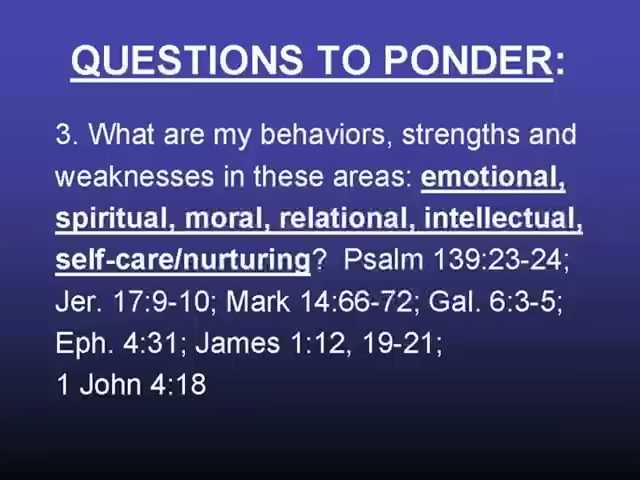 QUESTIONS TO PONDER:
3. What are my behaviors, strengths and
weaknesses in these areas: emotional,
spiritual, moral, relational, intellectual,
self-care/nurturing?  Psalm 139:23-24;
Jer. 17:9-10; Mark 14:66-72; Gal. 6:3-5;
Eph. 4:31; James 1:12, 19-21;
1 John 4:18